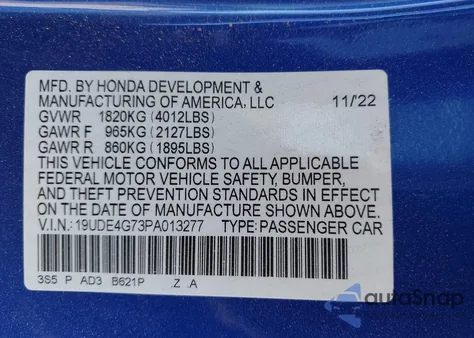 MFD. BY HONDA DEVELOPMENT &
MANUFACTURING OF AMERICA, LLC 11/22
GVWR 1820KG (4012LBS)
GAWR F 965KG (2127LBS)
GAWR R 860KG (1895LBS)
THIS VEHICLE CONFORMS TO ALL APPLICABLE
FEDERAL MOTOR VEHICLE SAFETY, BUMPER,
AND THEFT PREVENTION STANDARDS IN EFFECT
ON THE DATE OF MANUFACTURE SHOWN ABOVE.
V.I.N.: 19UDE4G73PA013277 TYPE: PASSENGER CAR
3S5 P AD3 B621P .Z .A
autoSnap